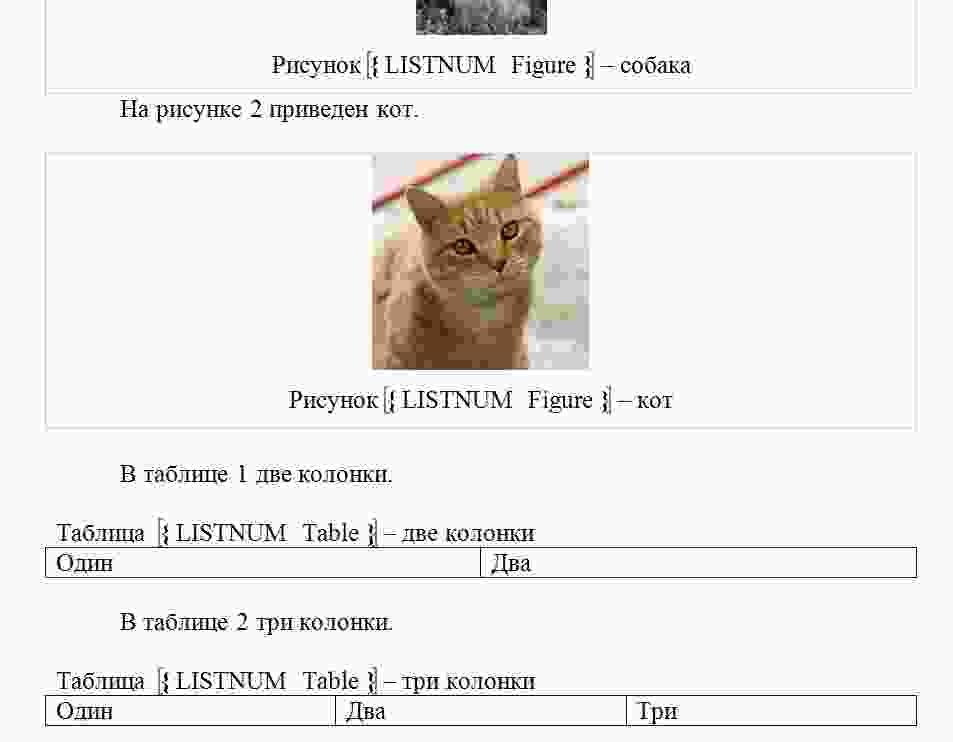 Рисунок [{ LISTNUM Figure }] – собака
На рисунке 2 приведен кот.
Рисунок [{ LISTNUM Figure }] – кот
В таблице 1 две колонки.
Таблица [{ LISTNUM Table }] – две колонки
Один Два
В таблице 2 три колонки.
Таблица [{ LISTNUM Table }] – три колонки
Один Два Три